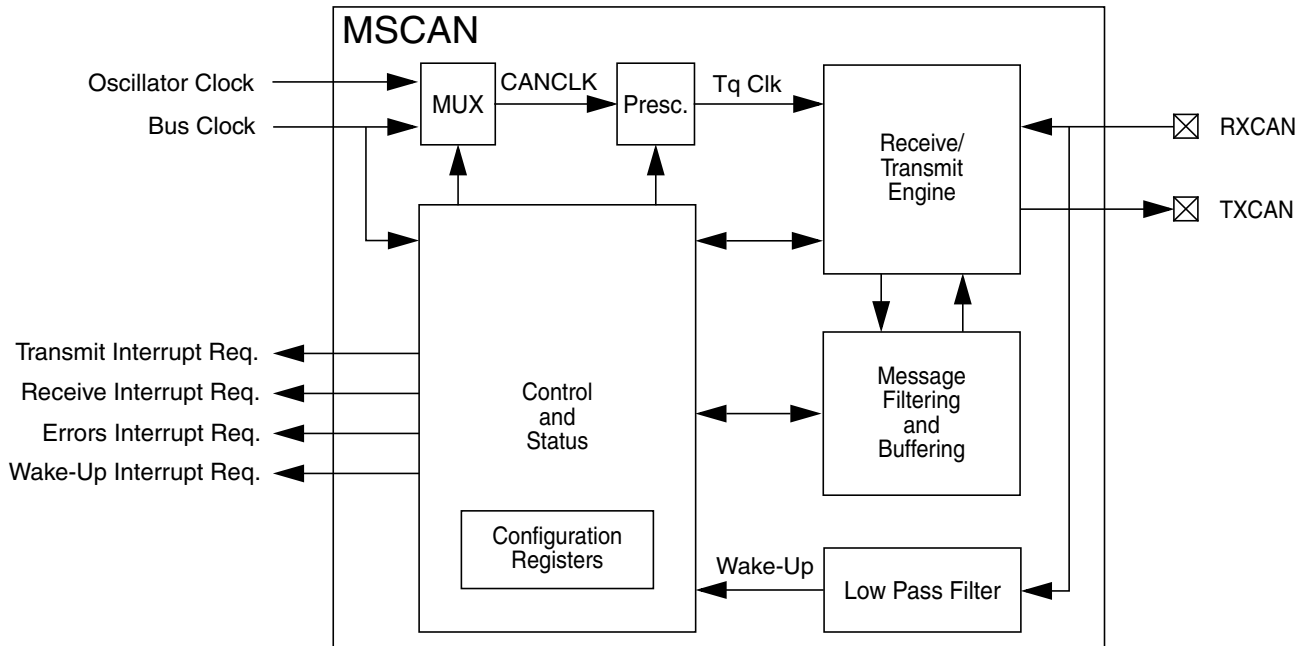 MSCAN
Oscillator Clock
Bus Clock
MUX
CANCLK
Presc.
Tq Clk
Receive/
Transmit
Engine
RXCAN
TXCAN
Transmit Interrupt Req.
Receive Interrupt Req.
Errors Interrupt Req.
Wake-Up Interrupt Req.
Control
and
Status
Message
Filtering
and
Buffering
Configuration
Registers
Wake-Up
Low Pass Filter